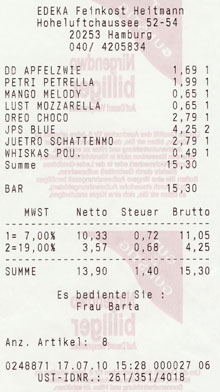 EDEKA Feinkost Heitmann
Hoheluftchaussee 52-54
20253 Hamburg
040/ 4205834
DD APFELZWIE 1,69 1
PETRI PETRELLA 1,99 1
MANGO MELODY 0,65 1
LUST MOZZARELLA 0,65 1
OREO CHOCO 2,79 1
JPS BLUE 4,25 2
JUETRO SCHATTENMO 2,79 1
WHISKAS POU. 0,49 1
Summe 15,30
BAR 15,30
MWST Netto Steuer Brutto
1= 7,00% 10,33 0,72 11,05
2=19,00% 3,57 0,68 4,25
SUMME 13,90 1,40 15,30
Es bediente Sie :
Frau Barta
Anz. Artikel: 8
0248871 17.07.10 15:28 000027 06
UST-IDNR.: 261/351/4018